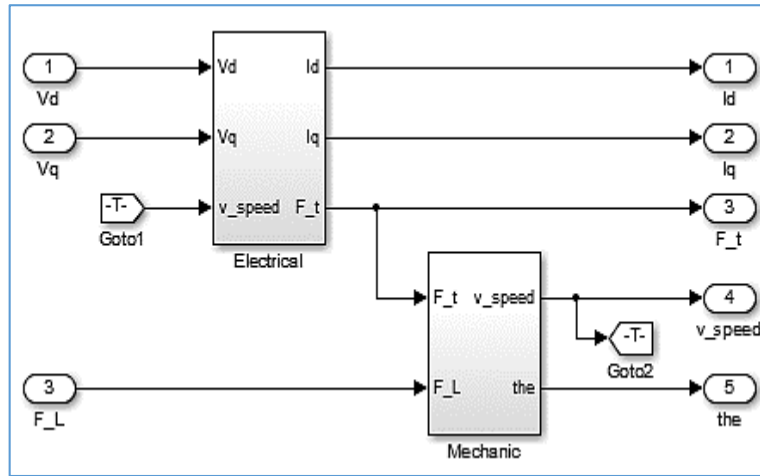 1
Vd
2
Vq
-T-
Goto1
Vd
Vq
v_speed
Id
Iq
F_t
Electrical
1
Id
2
Iq
3
F_t
F_t
F_L
v_speed
the
Mechanic
4
v_speed
-T-
Goto2
3
F_L
5
the